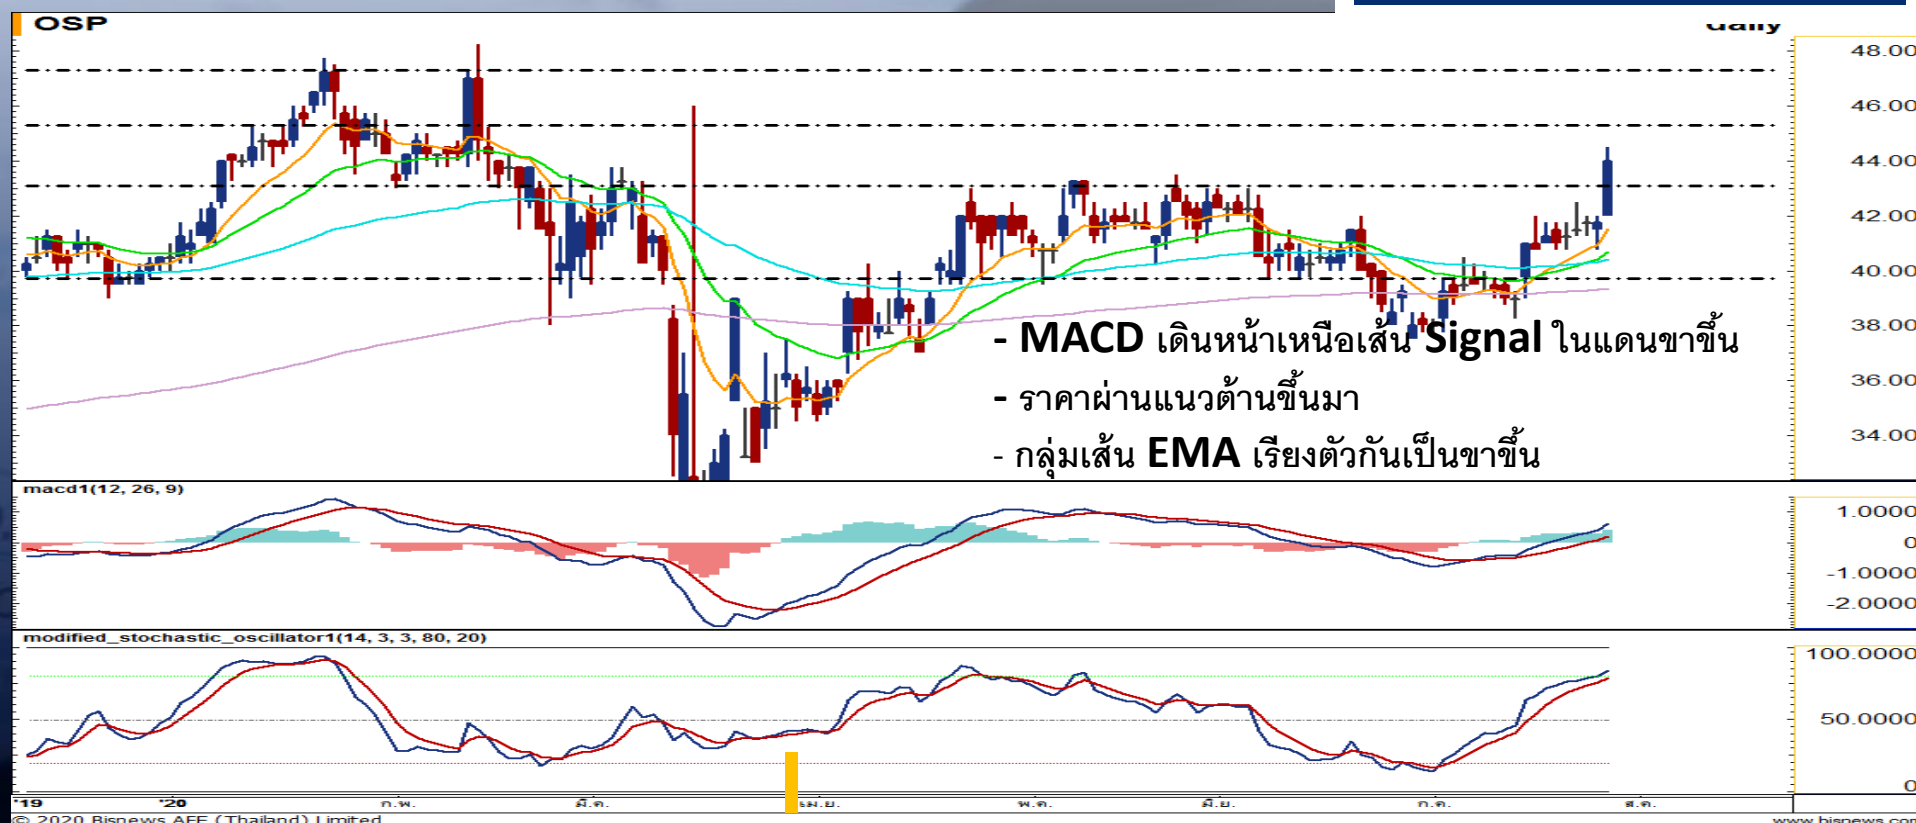 OSP
daily
48.00
46.00
44.00
42.00
40.00
38.00
36.00
34.00
- MACD เดินหน้าเหนือเส้น Signal ในแดนขาขึ้น
- ราคาผ่านแนวต้านขึ้นมา
- กลุ่มเส้น EMA เรียงตัวกันเป็นขาขึ้น
macd1(12, 26, 9)
1.0000
0
-1.0000
-2.0000
modified_stochastic_oscillator1(14, 3, 3, 80, 20)
100.0000
50.0000
0
'19 '20 ก.พ. มี.ค. เม.ย. พ.ค. มิ.ย. ก.ค. ส.ค.
© 2020 Bisnews AFE (Thailand) Limited www.bisnews.com